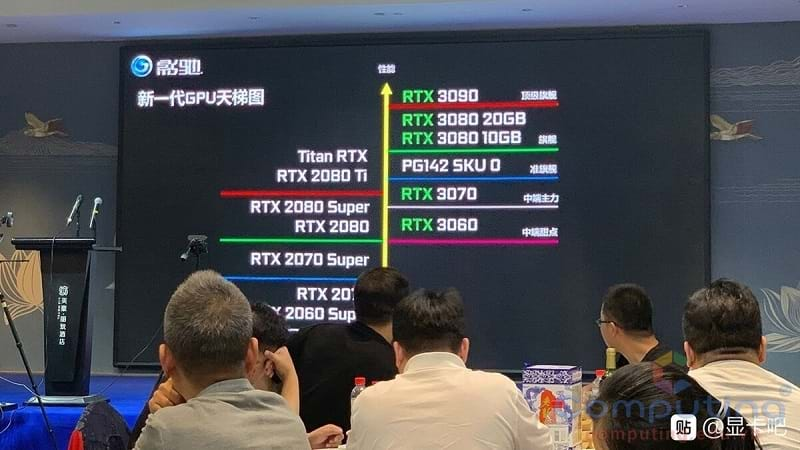 影驰
新一代GPU天梯图
性能
RTX 3090 顶级旗舰
RTX 3080 20GB
RTX 3080 10GB 旗舰
Titan RTX
RTX 2080 Ti
PG142 SKU 0 准旗舰
RTX 3070 中端主力
RTX 2080 Super
RTX 2080
RTX 3060 中端甜点
RTX 2070 Super
RTX 20
2060 Sup
Computing
computing
贴 @显卡吧